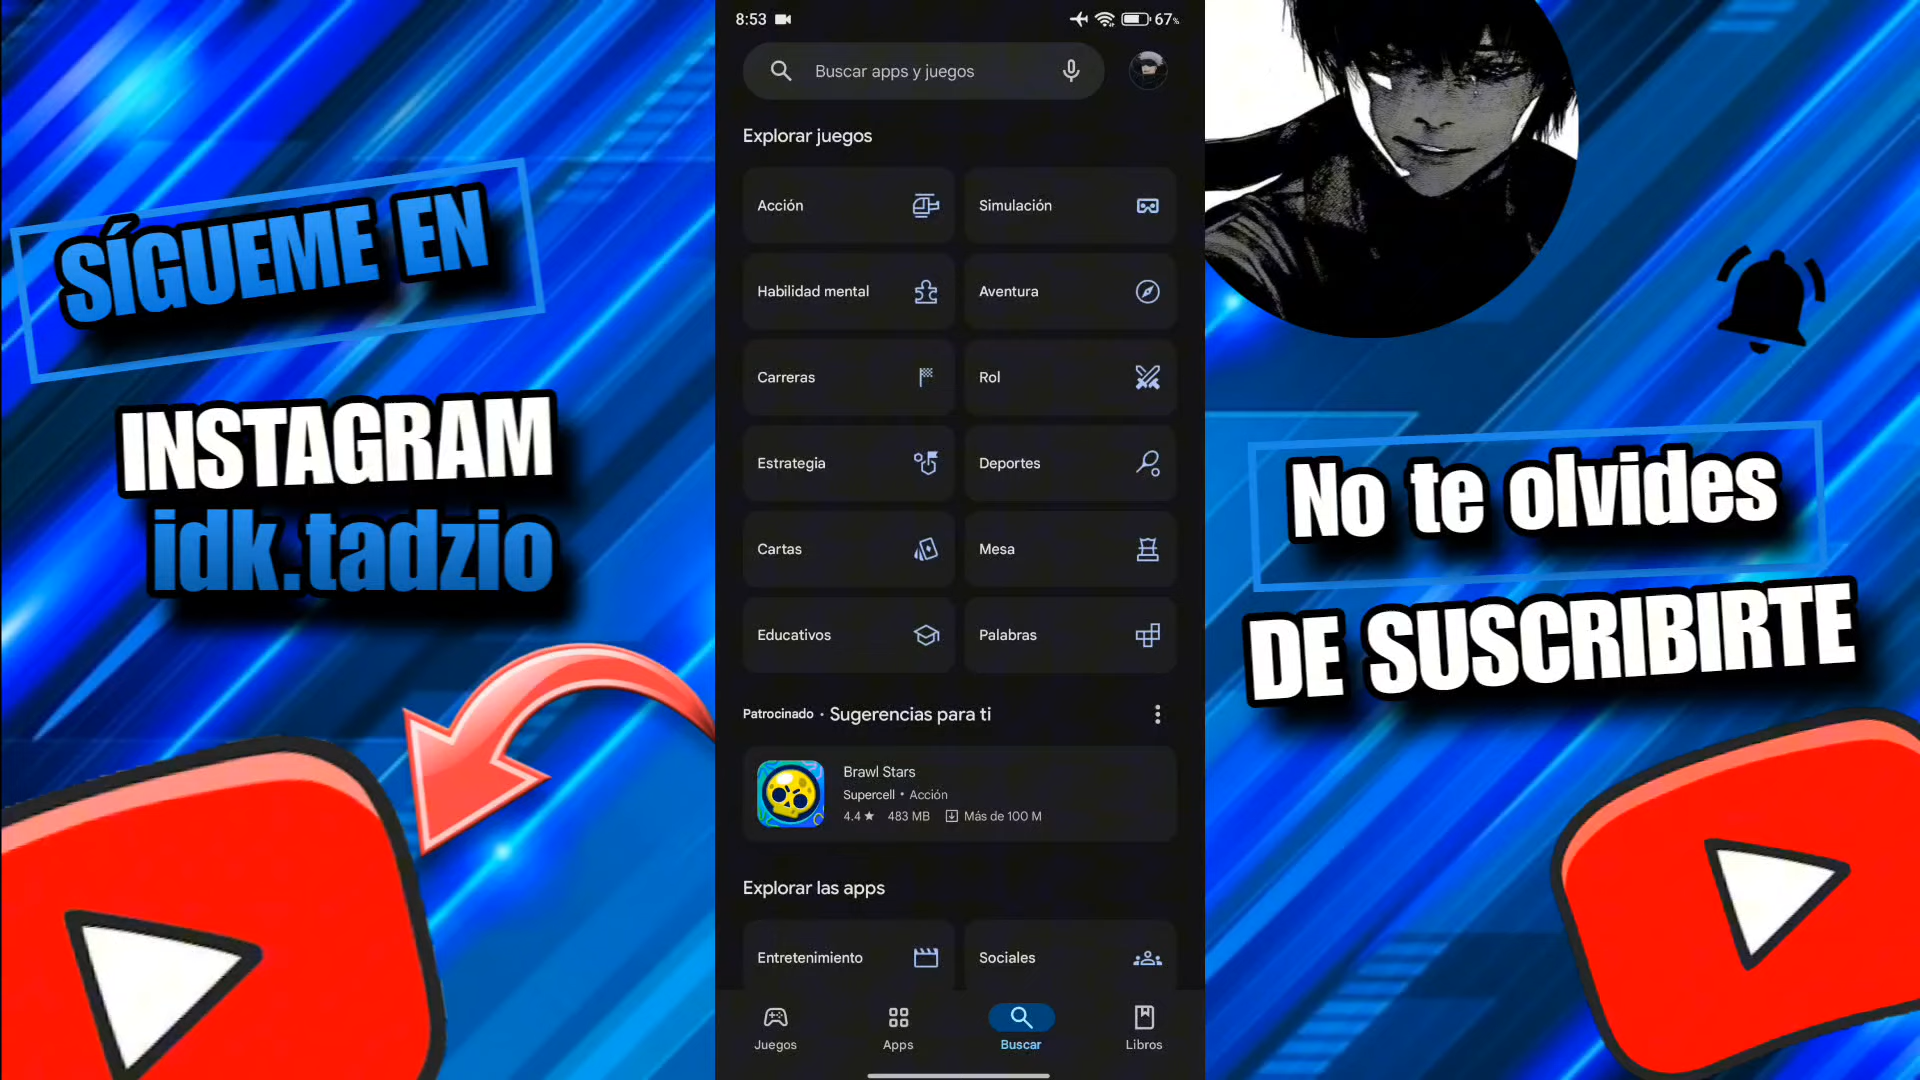 SÍGUEME EN
INSTAGRAM
idk.tadzio
8:53
67%
Buscar apps y juegos
Explorar juegos
Acción
Simulación
Habilidad mental
Aventura
Carreras
Rol
Estrategia
Deportes
Cartas
Mesa
Educativos
Palabras
Patrocinado • Sugerencias para ti
Brawl Stars
Supercell • Acción
4.4★ 483 MB Más de 100 M
Explorar las apps
Entretenimiento
Sociales
Juegos
Apps
Buscar
Libros
No te olvides
DE SUSCRIBIRTE